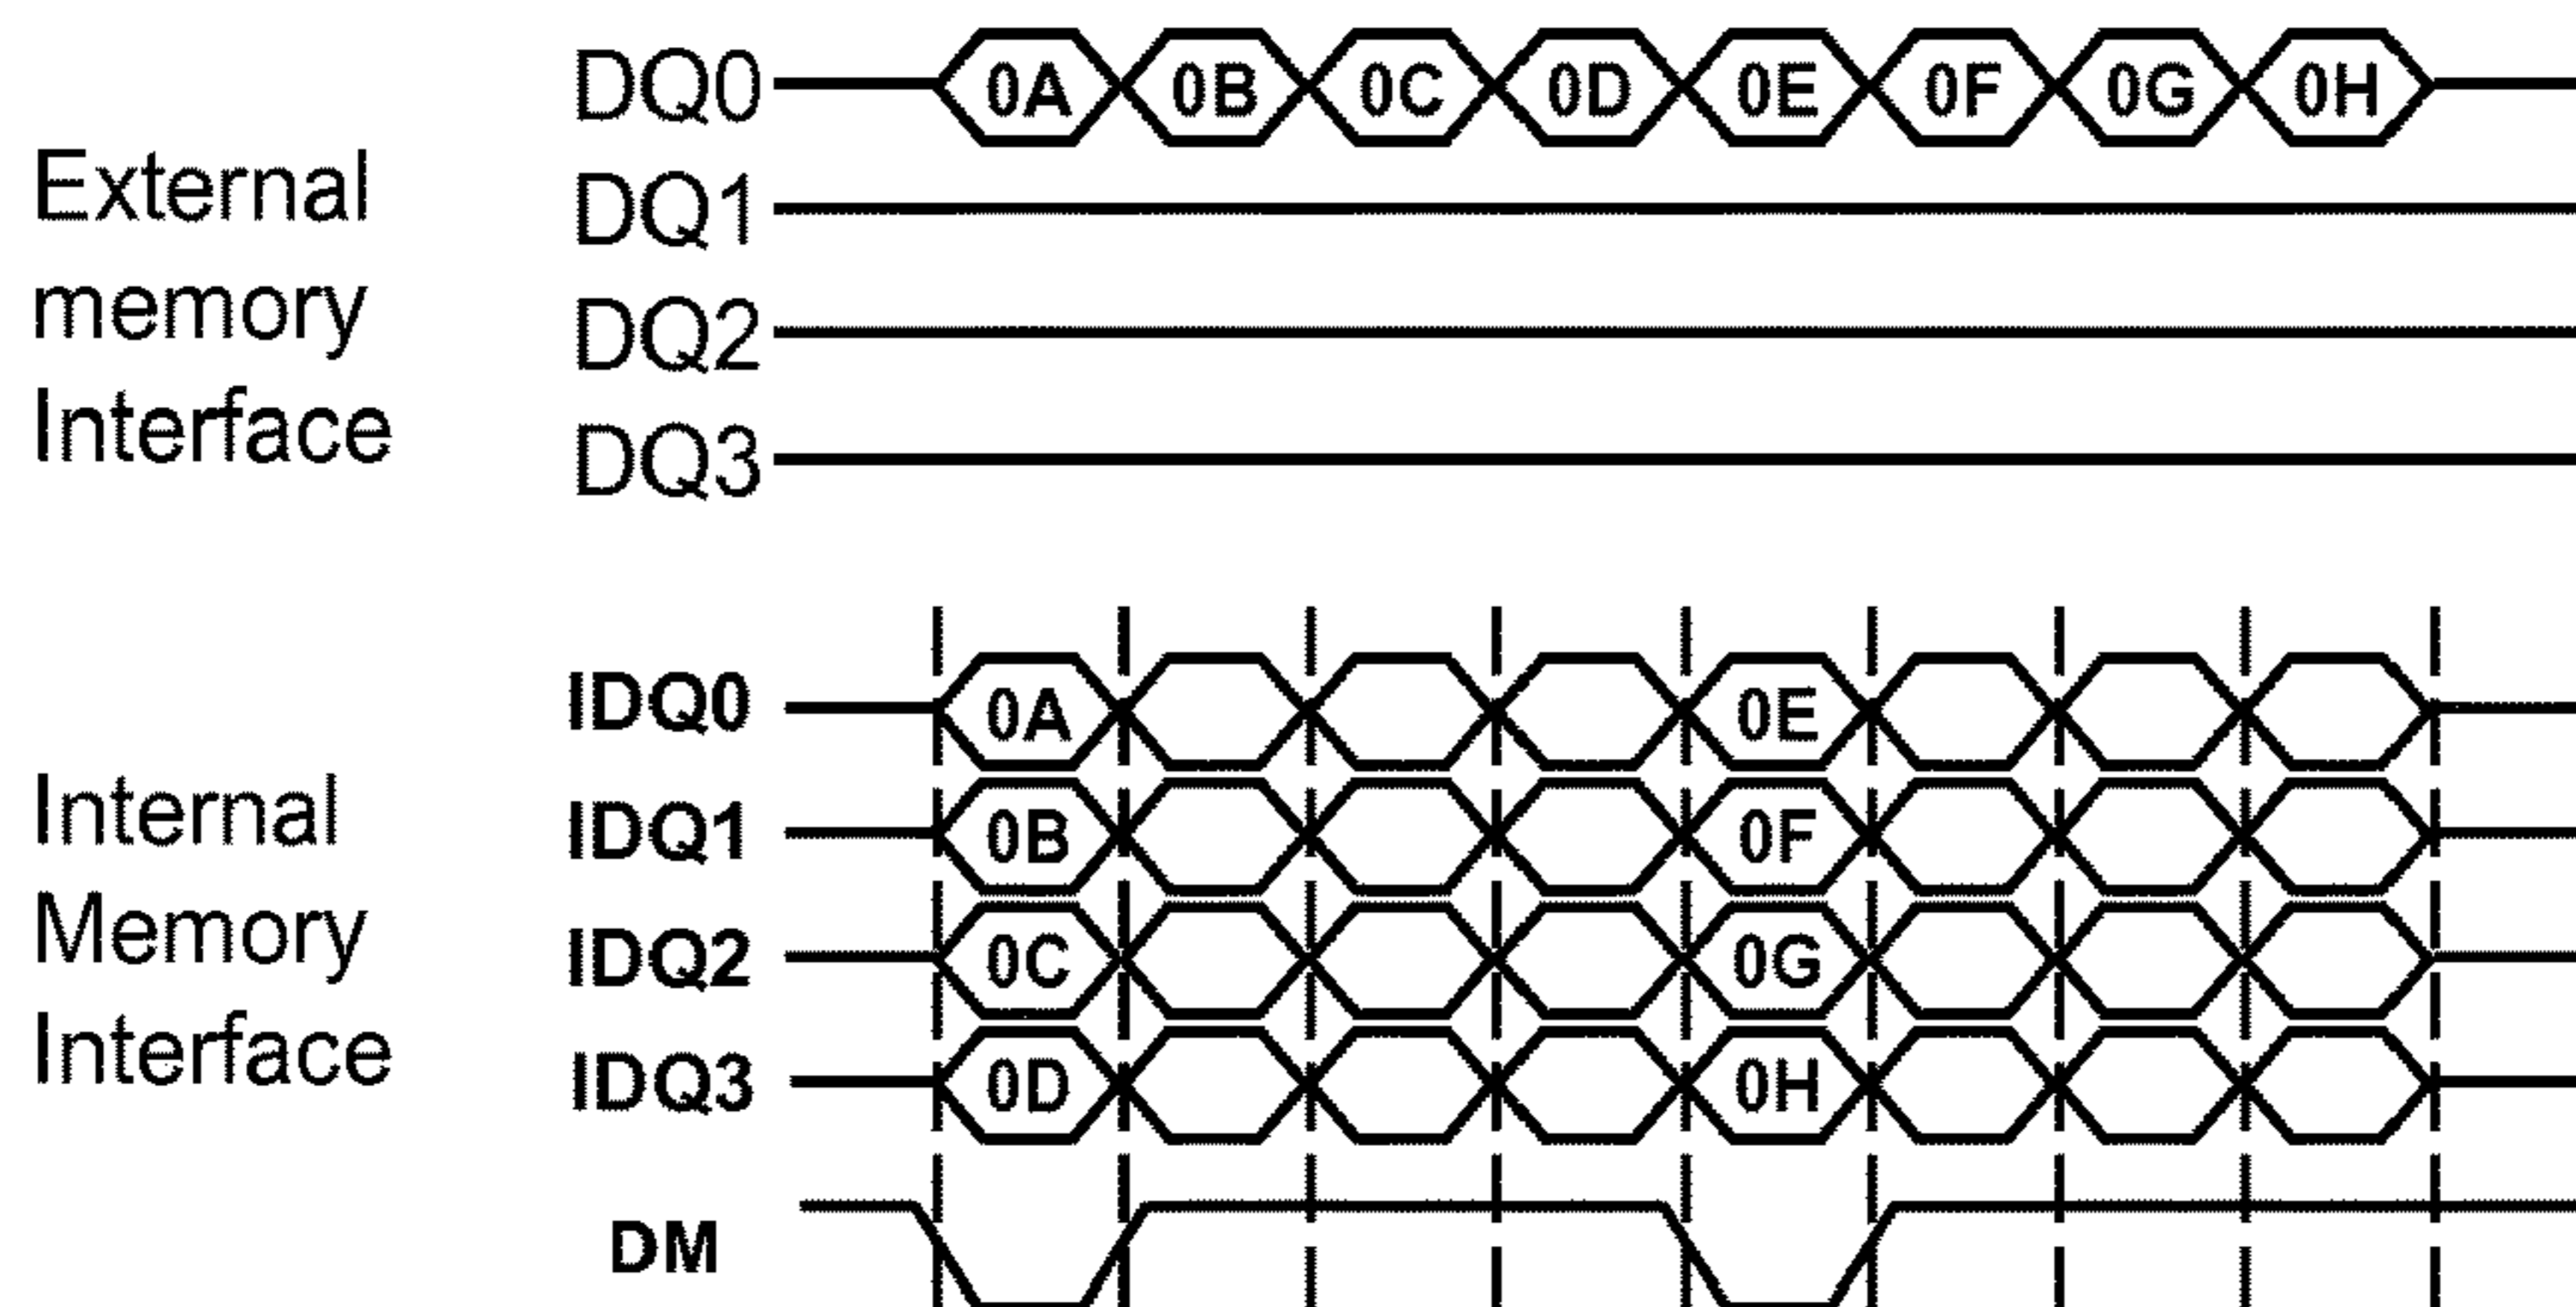 External
memory
Interface
DQ0 0A 0B 0C 0D 0E 0F 0G 0H
DQ1
DQ2
DQ3
Internal
Memory
Interface
IDQ0 0A 0E
IDQ1 0B 0F
IDQ2 0C 0G
IDQ3 0D 0H
DM